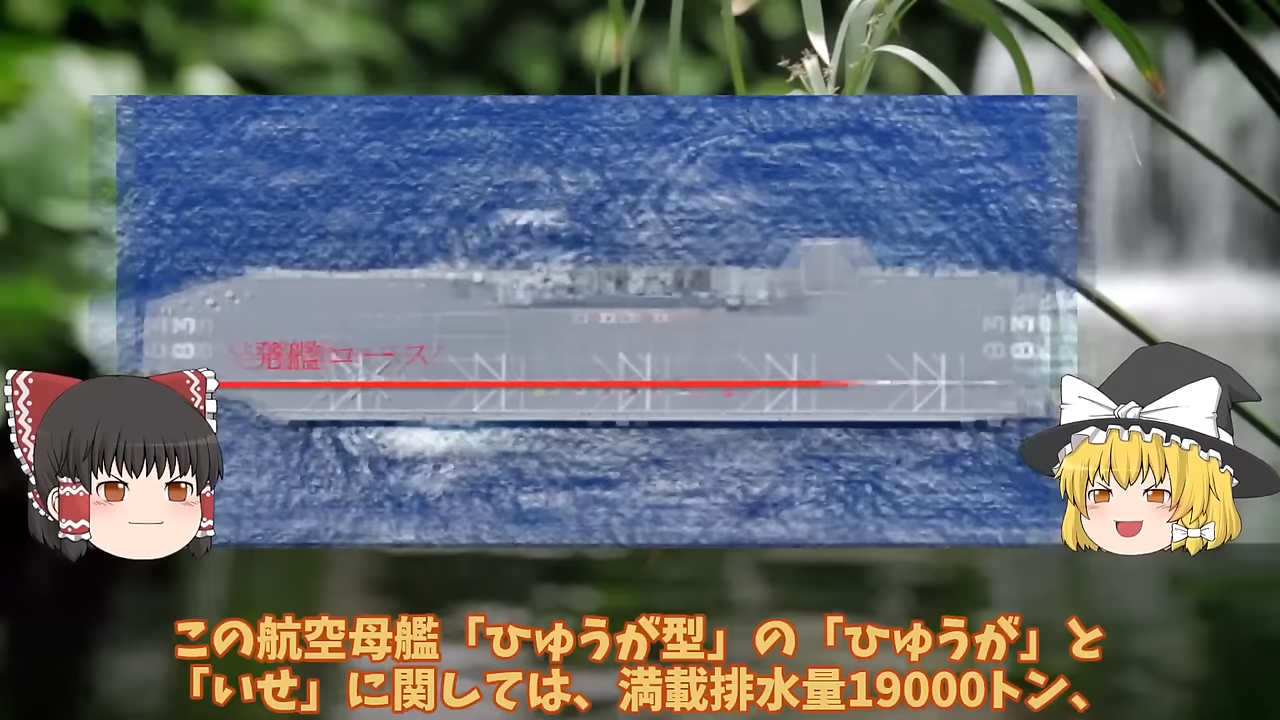 発艦コース
この航空母艦「ひゅうが型」の「ひゅうが」と
「いせ」に関しては、満載排水量19000トン、